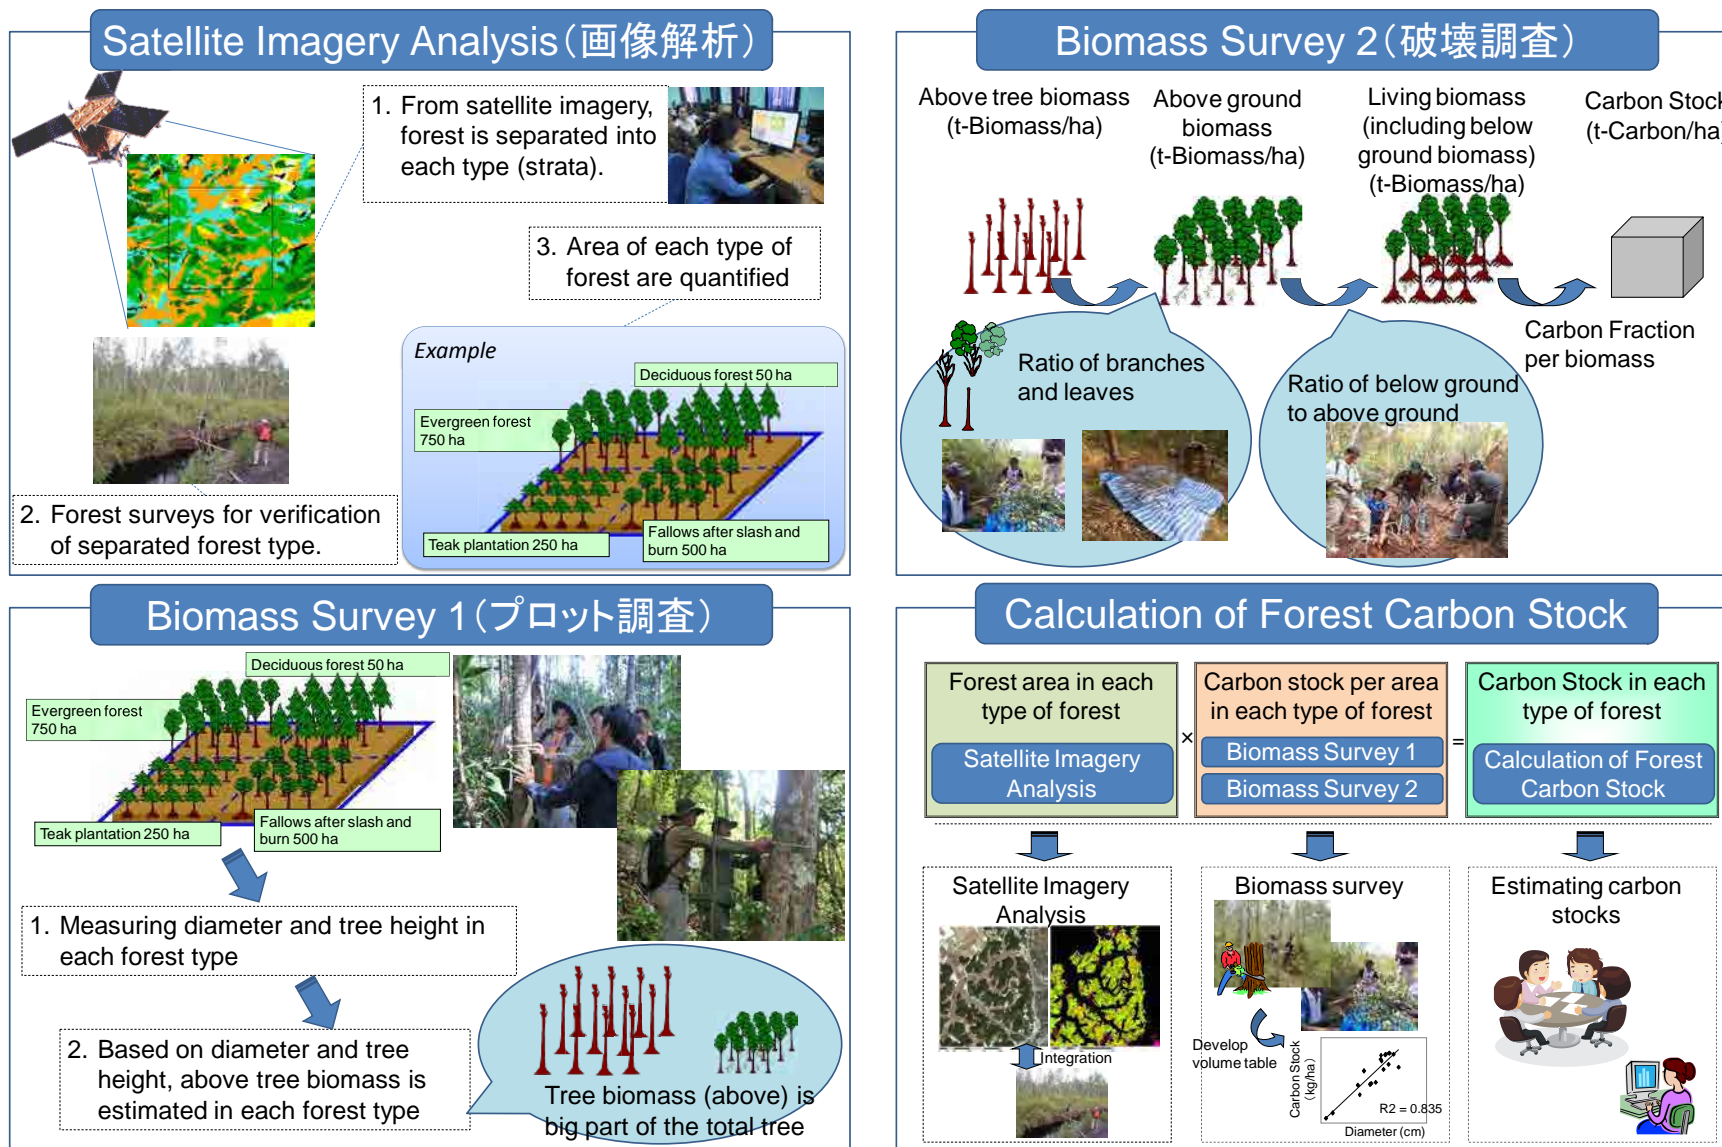 Satellite Imagery Analysis(画像解析)
1. From satellite imagery,
forest is separated into
each type (strata).
3. Area of each type of
forest are quantified
Example
Deciduous forest 50 ha
Evergreen forest
750 ha
Teak plantation 250 ha
Fallows after slash and
burn 500 ha
2. Forest surveys for verification
of separated forest type.
Biomass Survey 2(破壊調査)
Above tree biomass
(t-Biomass/ha)
Above ground
biomass
(t-Biomass/ha)
Living biomass
(including below
ground biomass)
(t-Biomass/ha)
Carbon Stock
(t-Carbon/ha)
Carbon Fraction
per biomass
Ratio of branches
and leaves
Ratio of below ground
to above ground
Biomass Survey 1(プロット調査)
Deciduous forest 50 ha
Evergreen forest
750 ha
Teak plantation 250 ha
Fallows after slash and
burn 500 ha
1. Measuring diameter and tree height in
each forest type
2. Based on diameter and tree
height, above tree biomass is
estimated in each forest type
Tree biomass (above) is
big part of the total tree
Calculation of Forest Carbon Stock
Forest area in each
type of forest
Satellite Imagery
Analysis
×
Carbon stock per area
in each type of forest
Biomass Survey 1
Biomass Survey 2
=
Carbon Stock in each
type of forest
Calculation of Forest
Carbon Stock
Satellite Imagery
Analysis
Integration
Biomass survey
Develop
volume table
Carbon Stock
(kg/ha)
R2 = 0.835
Diameter (cm)
Estimating carbon
stocks